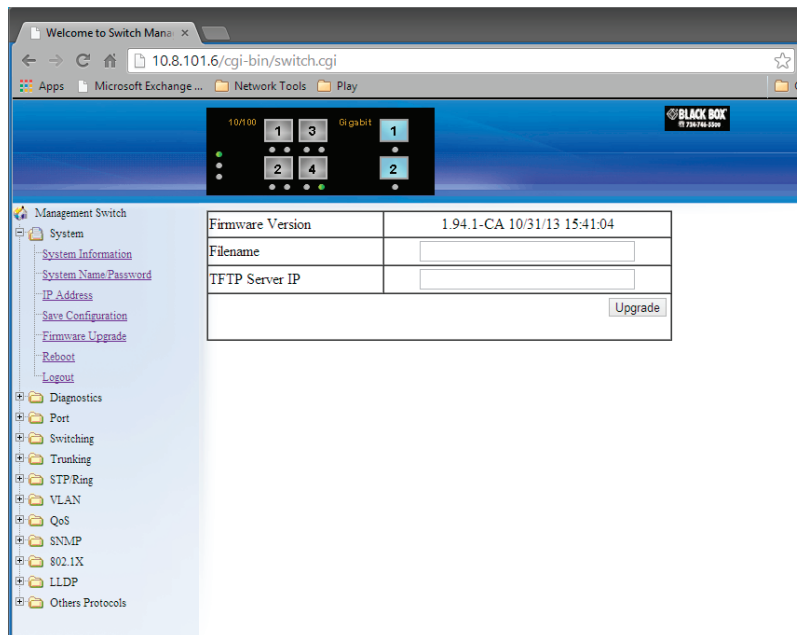 Welcome to Switch Mana
10.8.101.6/cgi-bin/switch.cgi
Apps Microsoft Exchange ... Network Tools Play
10/100 1 3 Gigabit 1
2 4 2
BLACK BOX
724-746-5500
Management Switch
System
System Information
System Name/Password
IP Address
Save Configuration
Firmware Upgrade
Reboot
Logout
Diagnostics
Port
Switching
Trunking
STP/Ring
VLAN
QoS
SNMP
802.1X
LLDP
Others Protocols
Firmware Version 1.94.1-CA 10/31/13 15:41:04
Filename
TFTP Server IP
Upgrade